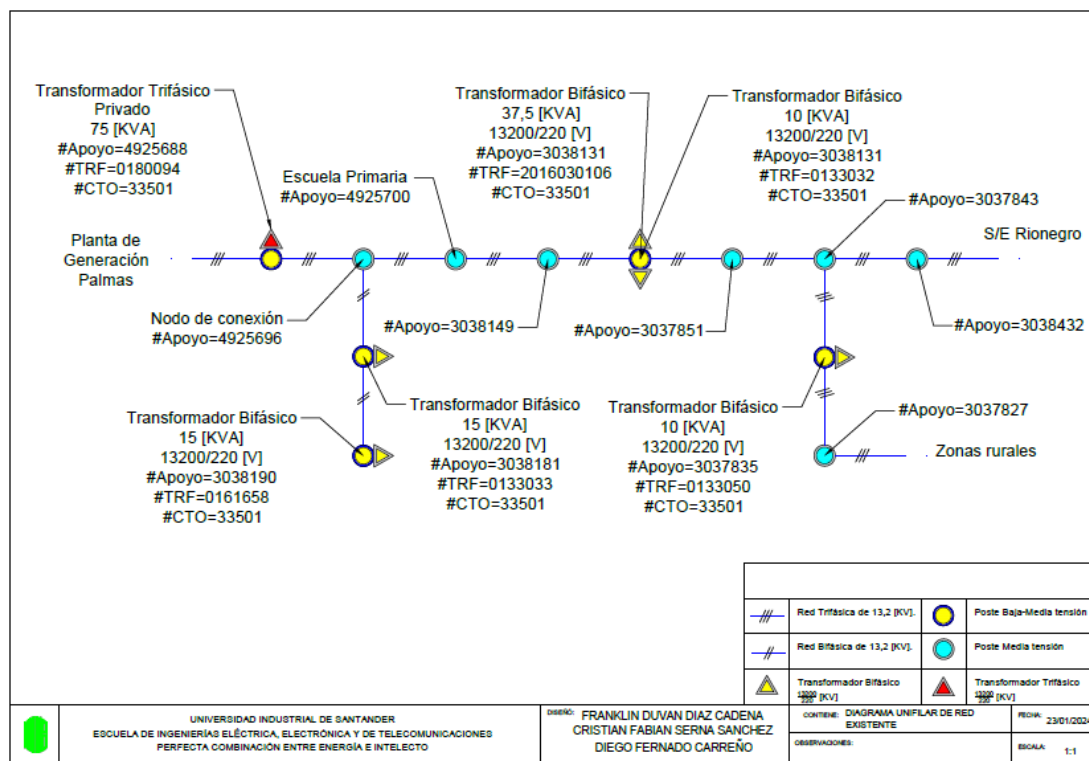 Transformador Trifásico
Privado
75 [KVA]
#Apoyo=4925688
#TRF=0180094
#CTO=33501
Transformador Bifásico
37,5 [KVA]
13200/220 [V]
#Apoyo=3038131
#TRF=2016030106
#CTO=33501
Transformador Bifásico
10 [KVA]
13200/220 [V]
#Apoyo=3038131
#TRF=0133032
#CTO=33501
Escuela Primaria
#Apoyo=4925700
#Apoyo=3037843
S/E Rionegro
Planta de
Generación
Palmas
Nodo de conexión
#Apoyo=4925696
#Apoyo=3038149
#Apoyo=3037851
#Apoyo=3038432
Transformador Bifásico
15 [KVA]
13200/220 [V]
#Apoyo=3038190
#TRF=0161658
#CTO=33501
Transformador Bifásico
15 [KVA]
13200/220 [V]
#Apoyo=3038181
#TRF=0133033
#CTO=33501
Transformador Bifásico
10 [KVA]
13200/220 [V]
#Apoyo=3037835
#TRF=0133050
#CTO=33501
#Apoyo=3037827
Zonas rurales
Red Trifásica de 13,2 [KV].
Poste Baja-Media tensión
Red Bifásica de 13,2 [KV].
Poste Media tensión
Transformador Bifásico
13200/220 [KV]
Transformador Trifásico
13200/220 [KV]
UNIVERSIDAD INDUSTRIAL DE SANTANDER
ESCUELA DE INGENIERÍAS ELÉCTRICA, ELECTRÓNICA Y DE TELECOMUNICACIONES
PERFECTA COMBINACIÓN ENTRE ENERGÍA E INTELECTO
DISEÑO: FRANKLIN DUVAN DIAZ CADENA
CRISTIAN FABIAN SERNA SANCHEZ
DIEGO FERNADO CARREÑO
CONTIENE: DIAGRAMA UNIFILAR DE RED
EXISTENTE
OBSERVACIONES:
FECHA: 23/01/2024
ESCALA: 1:1